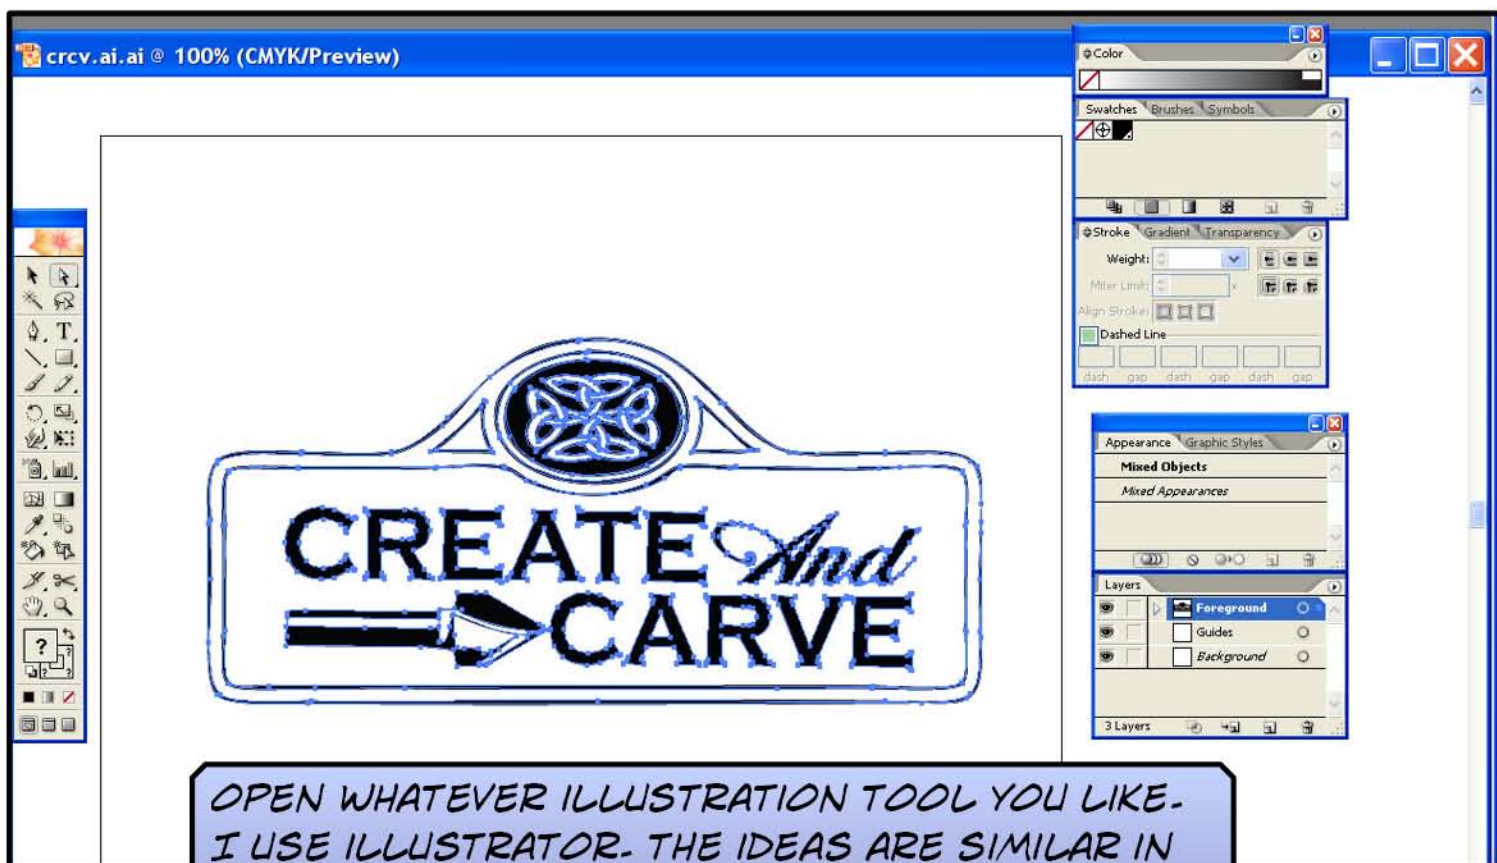 crcv.ai.ai @ 100% (CMYK/Preview)
Color
Swatches Brushes Symbols
Stroke Gradient Transparency
Weight:
Miter Limit: x
Align Stroke:
Dashed Line
dash gap dash gap dash gap
T
?
? ?
? ?
CREATE And
CARVE
Appearance Graphic Styles
Mixed Objects
Mixed Appearances
Layers
Foreground
Guides
Background
3 Layers
OPEN WHATEVER ILLUSTRATION TOOL YOU LIKE.
I USE ILLUSTRATOR. THE IDEAS ARE SIMILAR IN